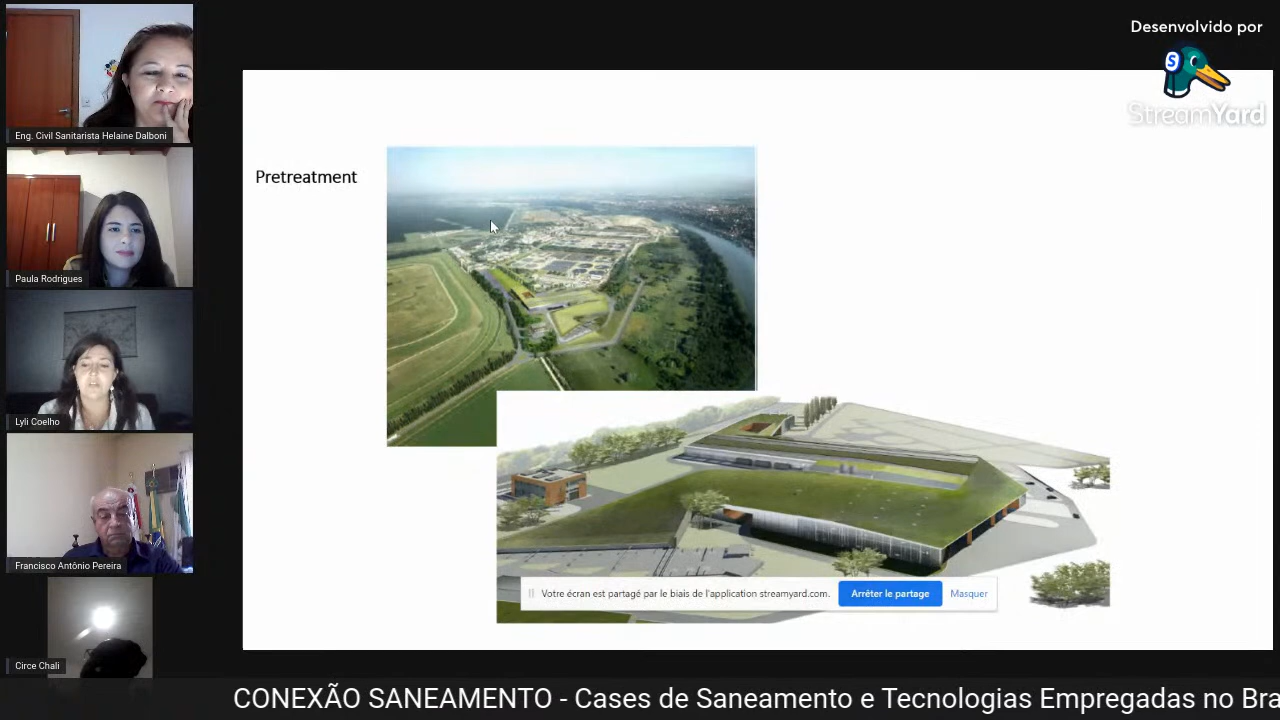 Desenvolvido por
StreamYard
Eng. Civil Sanitarista Helaine Dalboni
Paula Rodrigues
Lyli Coelho
Francisco Antônio Pereira
Circe Chali
Pretreatment
Votre écran est partagé par le biais de l'application streamyard.com.
Arrêter le partage
Masquer
CONEXÃO SANEAMENTO - Cases de Saneamento e Tecnologias Empregadas no Bra